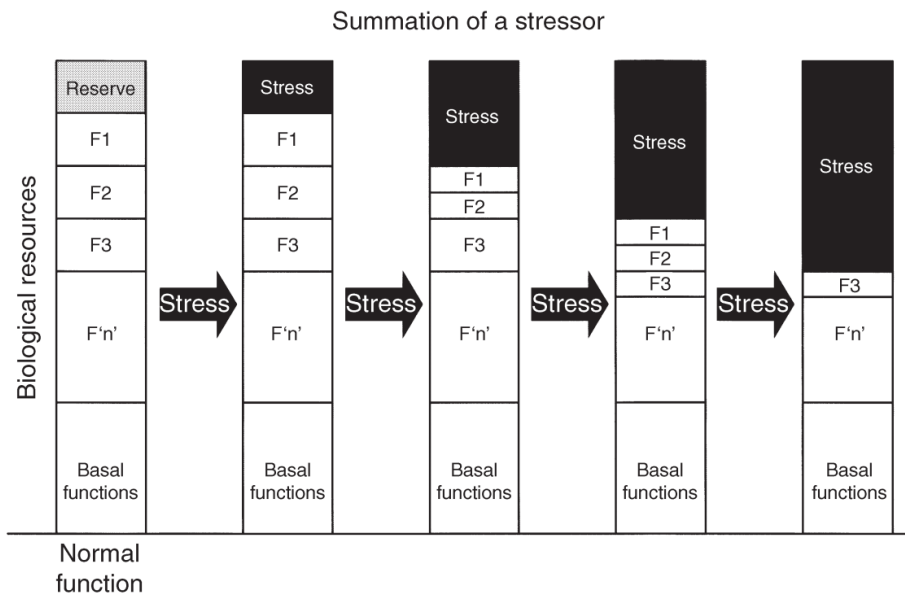 Summation of a stressor
Biological resources
Reserve
F1
F2
F3
F‘n’
Basal
functions
Normal
function
Stress
Stress
F1
F2
F3
F‘n’
Basal
functions
Stress
Stress
F1
F2
F3
F‘n’
Basal
functions
Stress
Stress
F1
F2
F3
F‘n’
Basal
functions
Stress
Stress
F3
F‘n’
Basal
functions